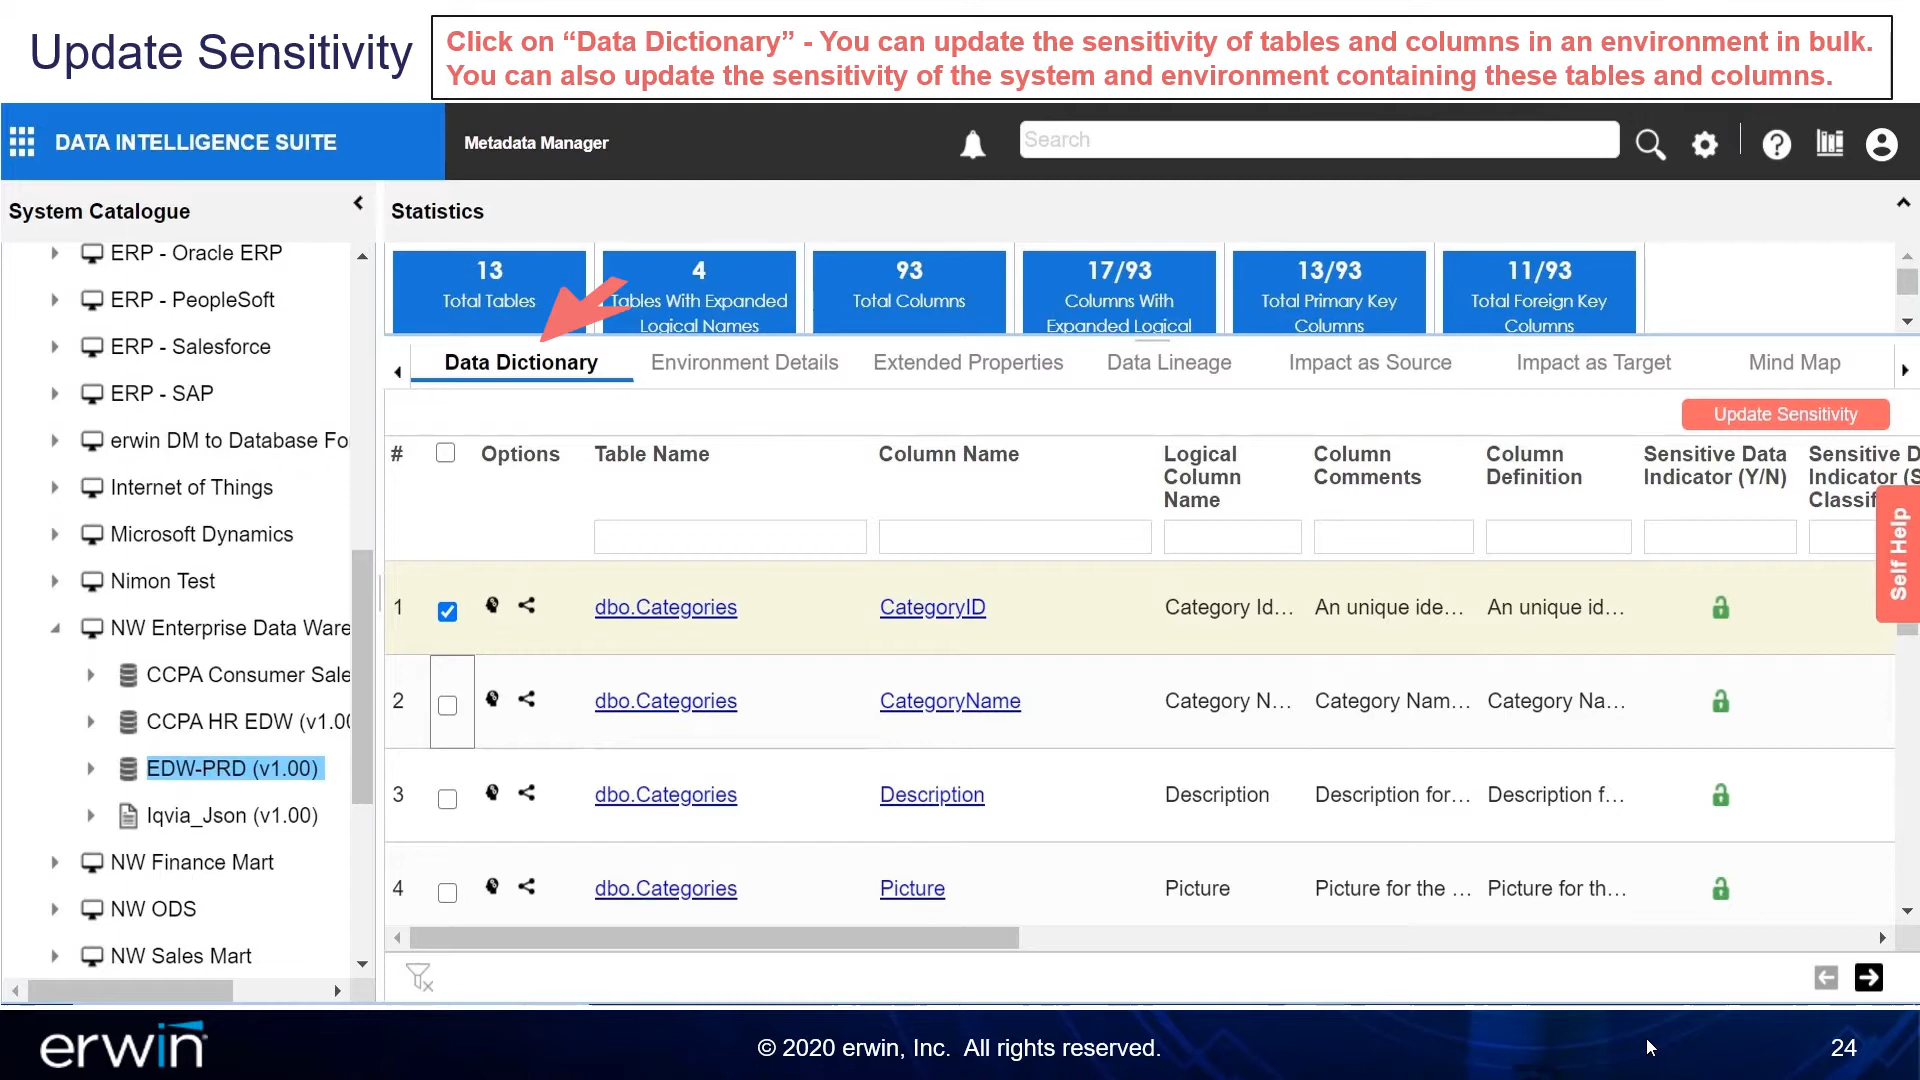 Update Sensitivity
Click on “Data Dictionary” - You can update the sensitivity of tables and columns in an environment in bulk.
You can also update the sensitivity of the system and environment containing these tables and columns.
DATA INTELLIGENCE SUITE
Metadata Manager
Search
System Catalogue
Statistics
ERP - Oracle ERP
ERP - PeopleSoft
ERP - Salesforce
ERP - SAP
erwin DM to Database Fo
Internet of Things
Microsoft Dynamics
Nimon Test
NW Enterprise Data Ware
CCPA Consumer Sale
CCPA HR EDW (v1.00
EDW-PRD (v1.00)
Iqvia_Json (v1.00)
NW Finance Mart
NW ODS
NW Sales Mart
13
Total Tables
4
Tables With Expanded
Logical Names
93
Total Columns
17/93
Columns With
Expanded Logical
13/93
Total Primary Key
Columns
11/93
Total Foreign Key
Columns
Data Dictionary
Environment Details
Extended Properties
Data Lineage
Impact as Source
Impact as Target
Mind Map
Update Sensitivity
#
Options
Table Name
Column Name
Logical
Column
Name
Column
Comments
Column
Definition
Sensitive Data
Indicator (Y/N)
Sensitive D
Indicator (S
Classif
1 dbo.Categories CategoryID Category Id... An unique ide... An unique id...
2 dbo.Categories CategoryName Category N... Category Nam... Category Na...
3 dbo.Categories Description Description Description for... Description f...
4 dbo.Categories Picture Picture Picture for the ... Picture for th...
Self Help
erwin
© 2020 erwin, Inc. All rights reserved.
24